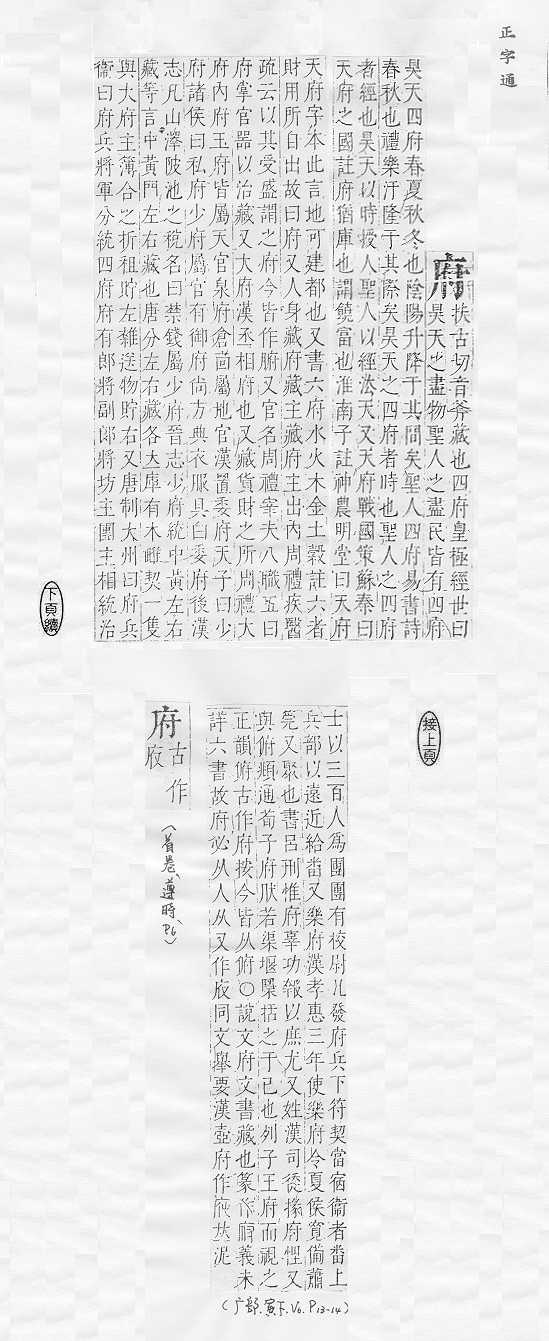 正字通
府 扶古切音斧藏也四府皇極經世曰
昊天之盡物聖人之盡民皆有四府
昊天四府春夏秋冬也陰陽升降于其間矣聖人四府易書詩
春秋也禮樂汙隆于其際矣昊天之四府者時也聖人之四府
者經也昊天以時授人聖人以經法天又天府戰國策蘇秦曰
天府之國註府猶庫也謂饒富也淮南子註神農明堂曰天府
天府字本此言地可建都也又書六府水火木金土穀註六者
財用所自出故曰府又人身藏府藏主藏府主出內周禮疾醫
疏云以其受盛謂之府今皆作腑又官名周禮宰夫八職五曰
府掌官器以治藏又大府漢丞相府也又藏貨財之所周禮大
府內府玉府皆屬天官泉府倉屬地官漢置委府天子曰少
府諸侯曰私府少府屬官有御府尙方典衣服具曰委府後漢
志凡山澤陂池之稅名曰禁錢屬少府晉志少府統中黃左右
藏等言中黃門左右藏也唐分左右藏各大庫有木契一隻
與大府主簿合之折祖貯左雜送物貯右又唐制大州曰府兵
衞曰府兵將軍分統四府府有郎將副郎將坊主團主相統治
下頁續
接上頁
士以三百人爲團團有校尉凡發府兵下符契當宿衞者番上
兵部以遠近給番又樂府漢孝惠三年使樂府令夏侯寬備簫
筦又聚也書呂刑惟府辜功報以庶尤又姓漢司徒掾府悝又
與俯頫通荀子府肰若渠堰檃栝之于己也列子王府而視之
正韻俯古作府按今皆从俯○說文府文書藏也篆作府義未
詳六書故府必从人从又作㡱同文舉要漢壺府作
府 古作
㡱
(首卷、遵時、P6)
(广部.寅下.V6.P13-14)